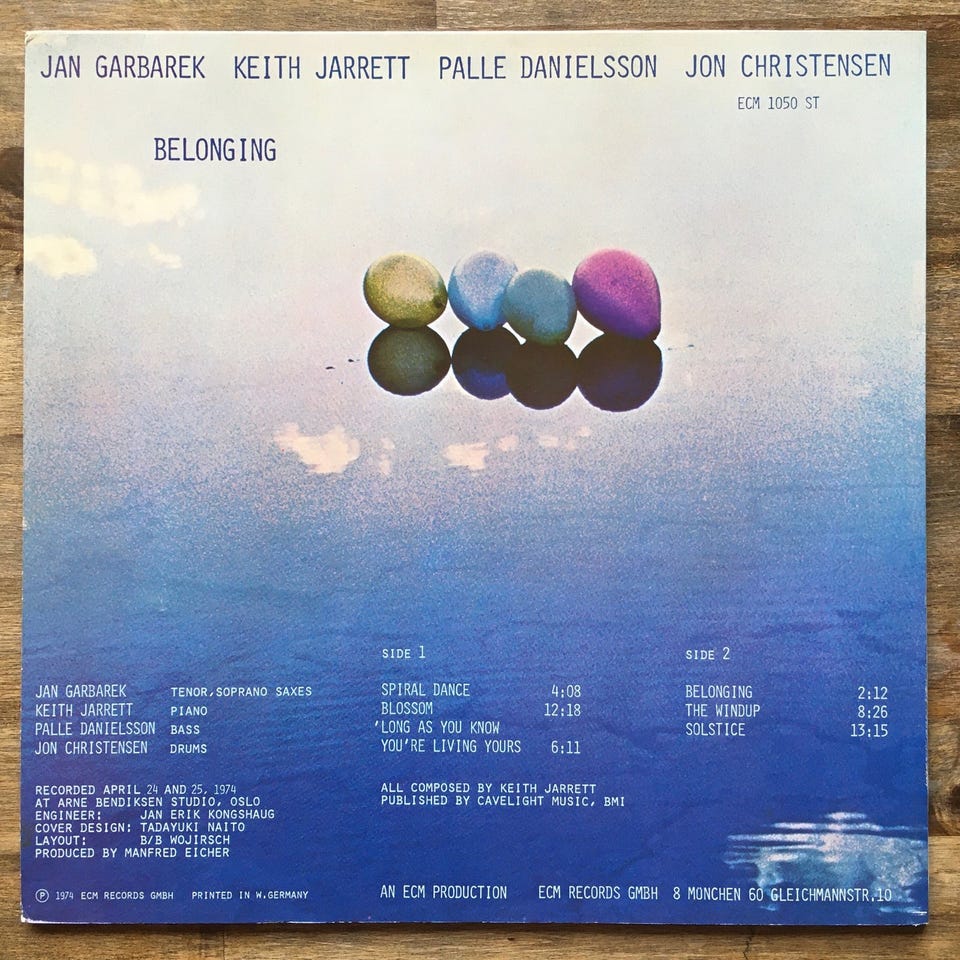 JAN GARBAREK KEITH JARRETT PALLE DANIELSSON JON CHRISTENSEN
ECM 1050 ST
BELONGING
JAN GARBAREK TENOR, SOPRANO SAXES
KEITH JARRETT PIANO
PALLE DANIELSSON BASS
JON CHRISTENSEN DRUMS
RECORDED APRIL 24 AND 25, 1974
AT ARNE BENDIKSEN STUDIO, OSLO
ENGINEER: JAN ERIK KONGSHAUG
COVER DESIGN: TADAYUKI NAITO
LAYOUT: B/B WOJIRSCH
PRODUCED BY MANFRED EICHER
SIDE 1
SPIRAL DANCE 4:08
BLOSSOM 12:18
'LONG AS YOU KNOW
YOU'RE LIVING YOURS 6:11
ALL COMPOSED BY KEITH JARRETT
PUBLISHED BY CAVELIGHT MUSIC, BMI
SIDE 2
BELONGING 2:12
THE WINDUP 8:26
SOLSTICE 13:15
Ⓟ 1974 ECM RECORDS GMBH PRINTED IN W.GERMANY
AN ECM PRODUCTION ECM RECORDS GMBH 8 MÜNCHEN 60 GLEICHMANNSTR.10